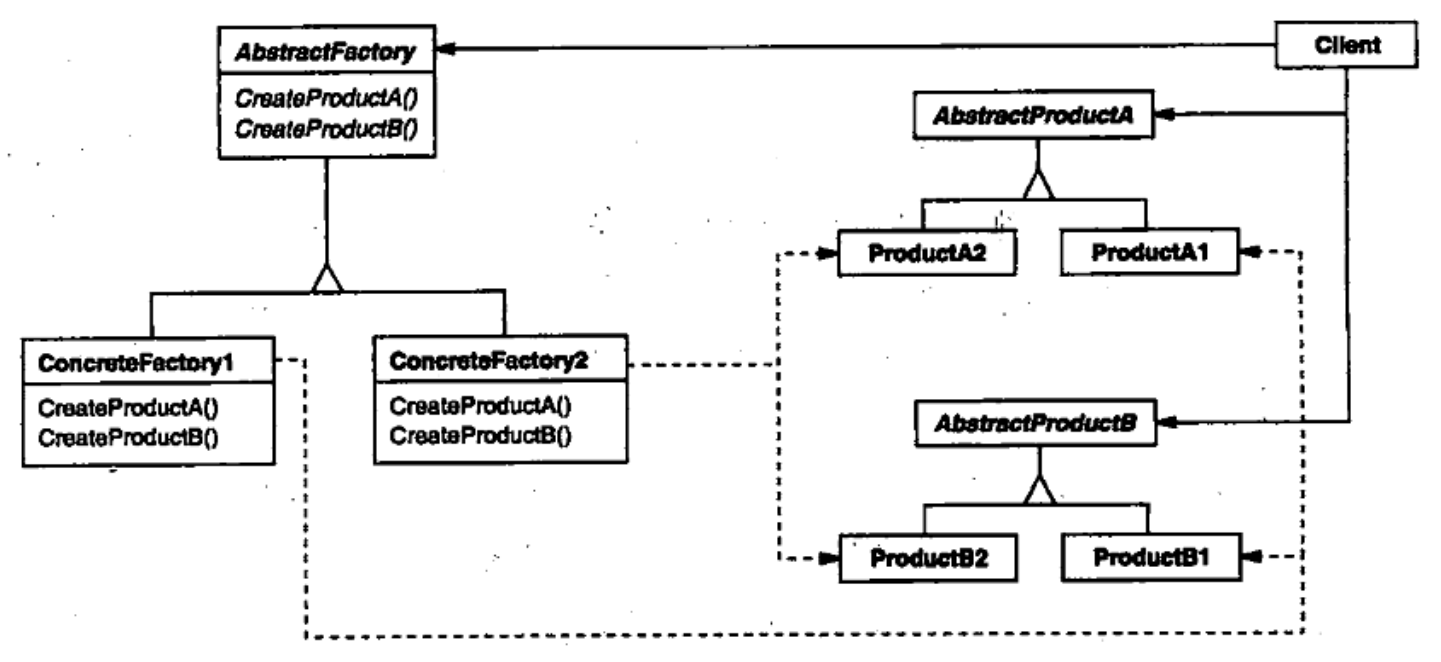 AbstractFactory
CreateProductA()
CreateProductB()
Client
AbstractProductA
ProductA2
ProductA1
ConcreteFactory1
CreateProductA()
CreateProductB()
ConcreteFactory2
CreateProductA()
CreateProductB()
AbstractProductB
ProductB2
ProductB1